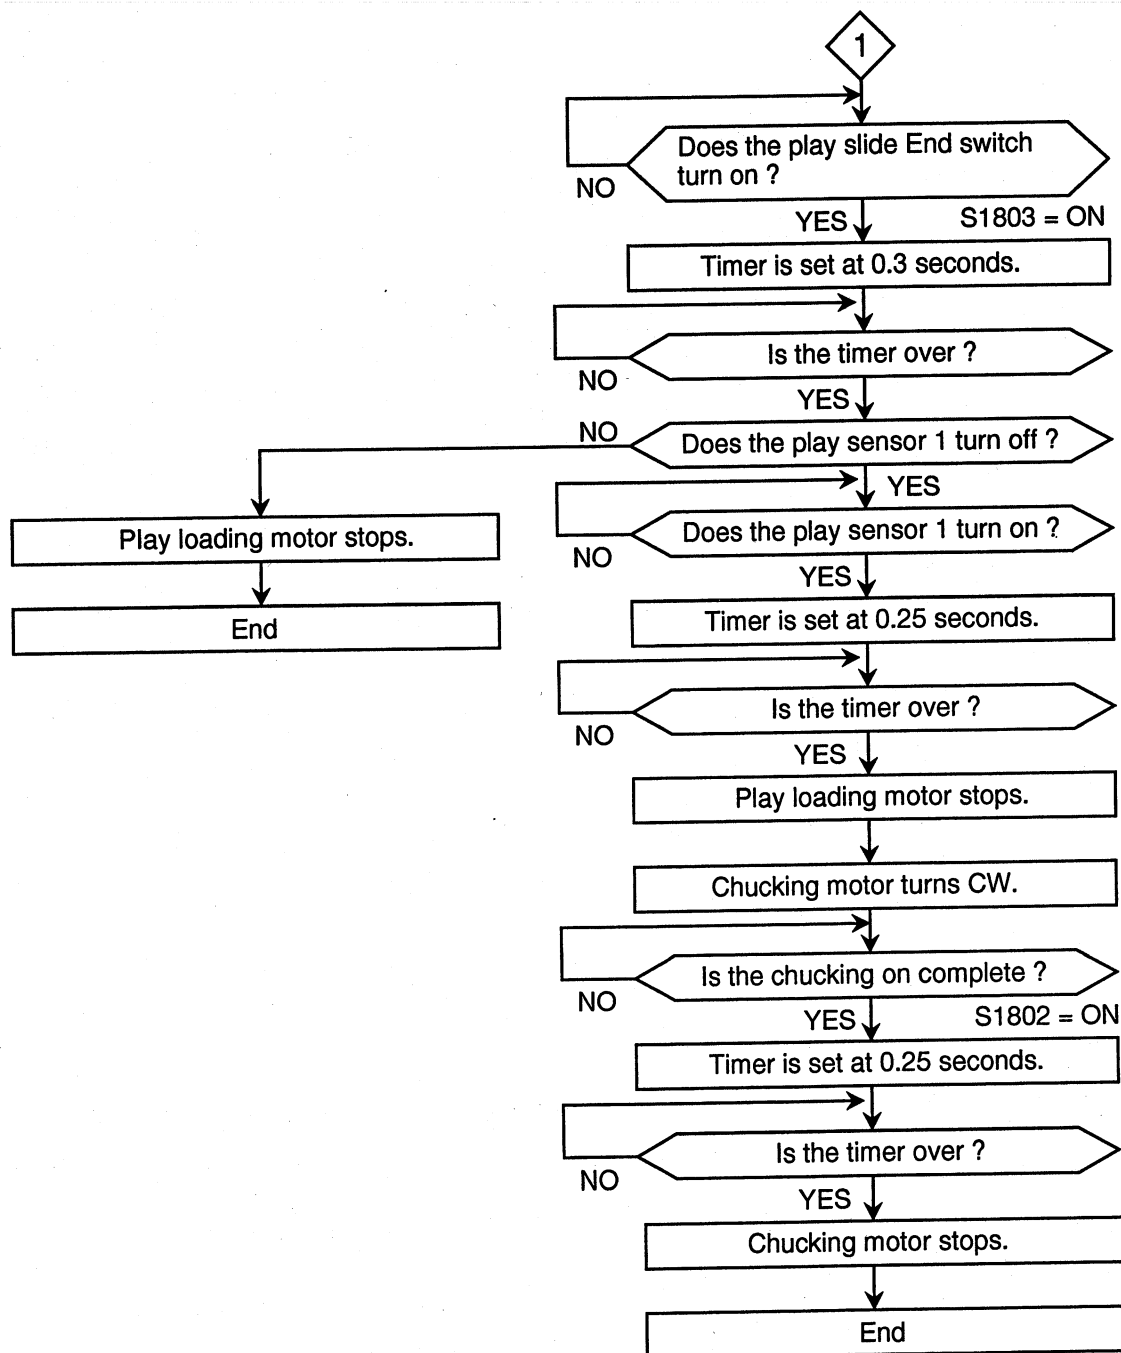 1
Does the play slide End switch
turn on ?
NO
YES
S1803 = ON
Timer is set at 0.3 seconds.
Is the timer over ?
NO
YES
NO
Does the play sensor 1 turn off ?
YES
Play loading motor stops.
End
Does the play sensor 1 turn on ?
NO
YES
Timer is set at 0.25 seconds.
Is the timer over ?
NO
YES
Play loading motor stops.
Chucking motor turns CW.
Is the chucking on complete ?
NO
YES
S1802 = ON
Timer is set at 0.25 seconds.
Is the timer over ?
NO
YES
Chucking motor stops.
End